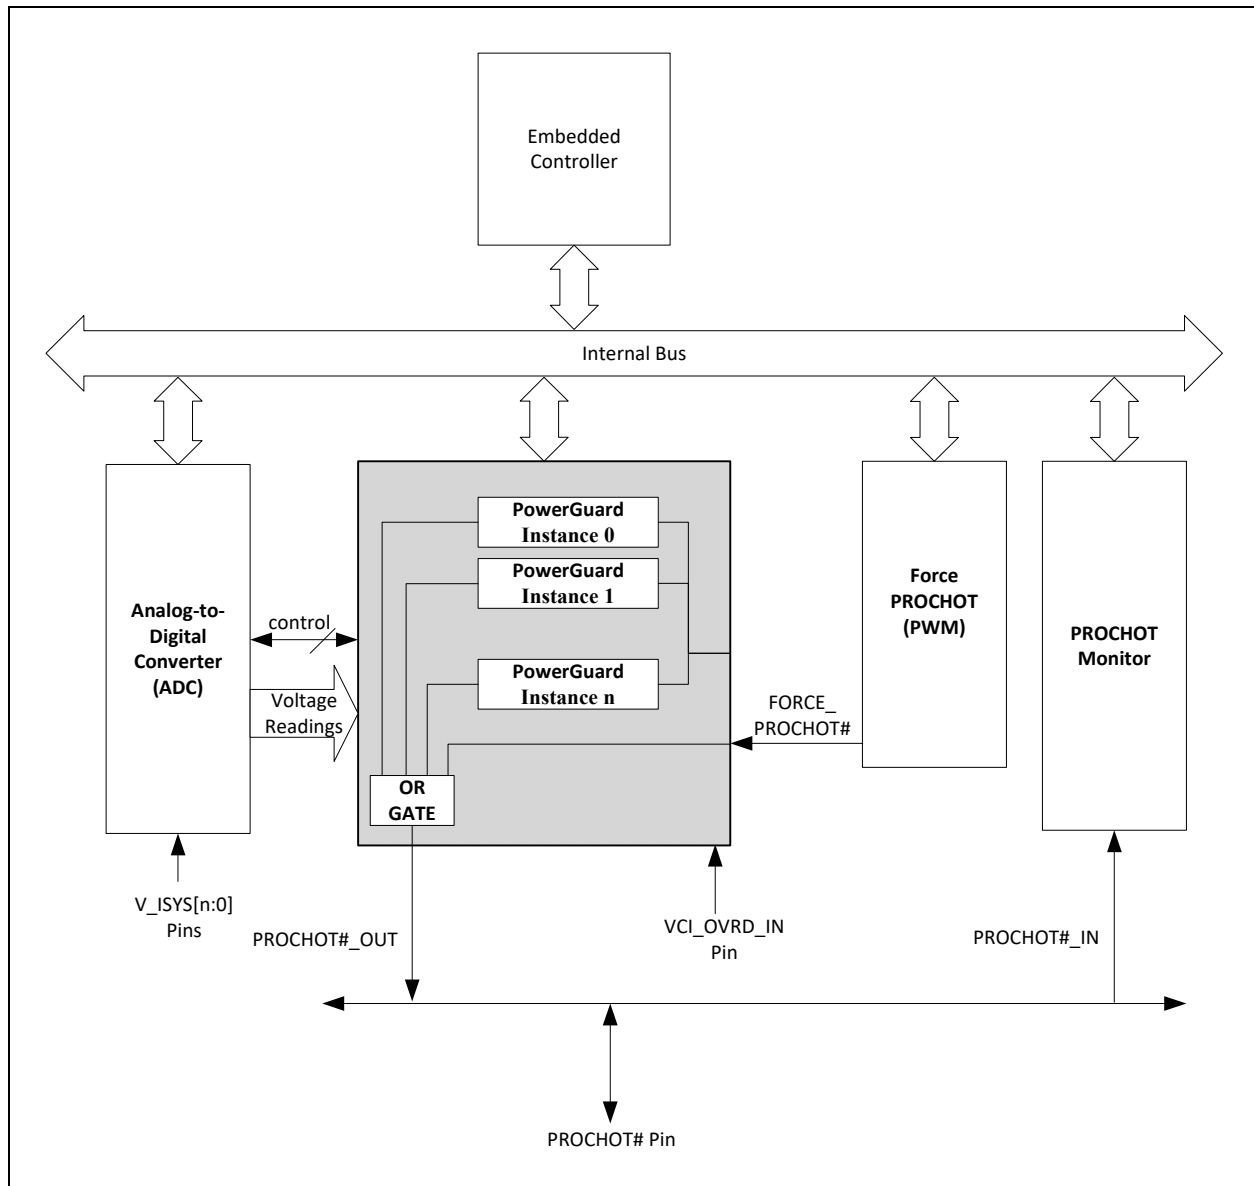 Embedded
Controller
Internal Bus
PowerGuard
Instance 0
PowerGuard
Instance 1
PowerGuard
Instance n
OR
GATE
Analog-to-
Digital
Converter
(ADC)
control
Voltage
Readings
Force
PROCHOT
(PWM)
FORCE_
PROCHOT#
PROCHOT
Monitor
V_ISYS[n:0]
Pins
PROCHOT#_OUT
VCI_OVRD_IN
Pin
PROCHOT#_IN
PROCHOT# Pin